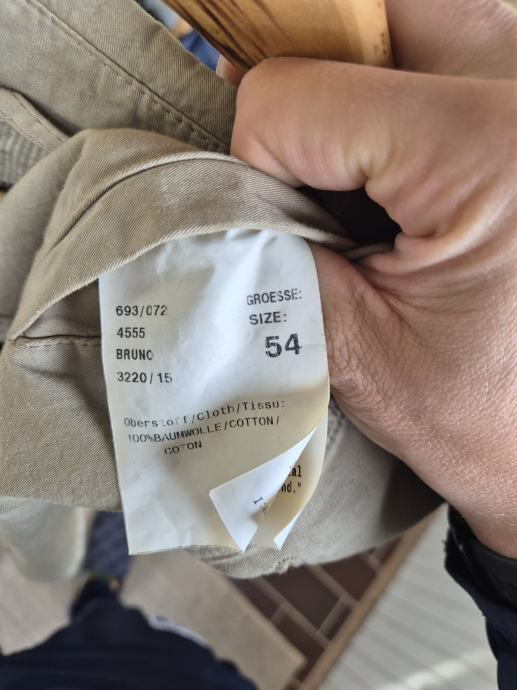 693/072
4555
BRUNO
3220/15
GROESSE:
SIZE:
54
Oberstoff/Cloth/Tissu:
100%BAUMWOLLE/COTTON/
COTON